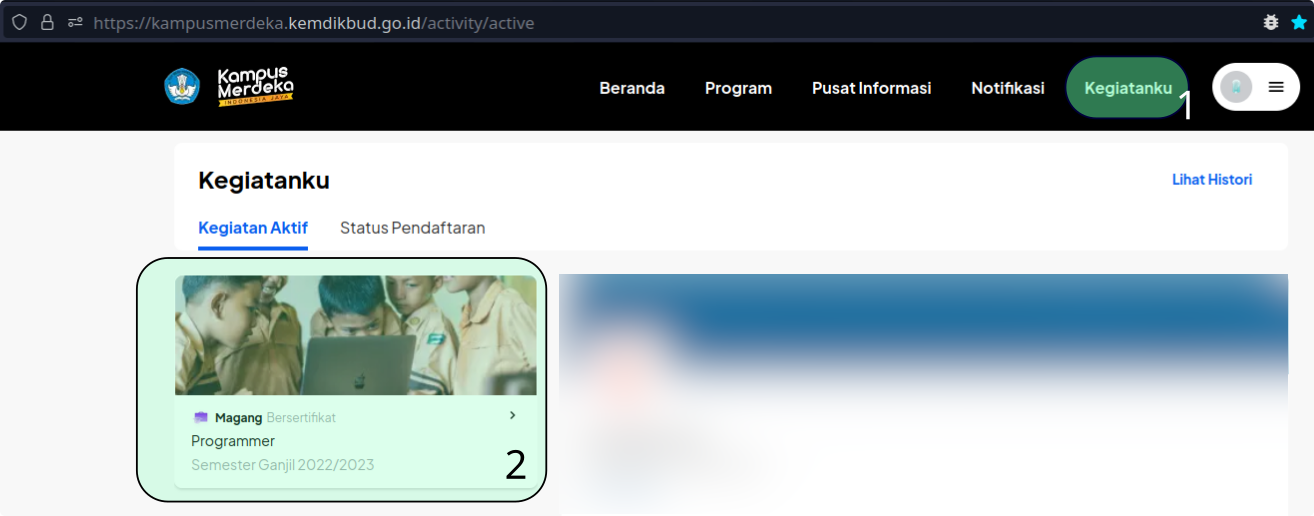 https://kampusmerdeka.kemdikbud.go.id/activity/active
Kampus
Merdeka
INDONESIA JAYA
Beranda Program Pusat Informasi Notifikasi Kegiatanku 1
Kegiatanku
Lihat Histori
Kegiatan Aktif Status Pendaftaran
Magang Bersertifikat
Programmer
Semester Ganjil 2022/2023
2